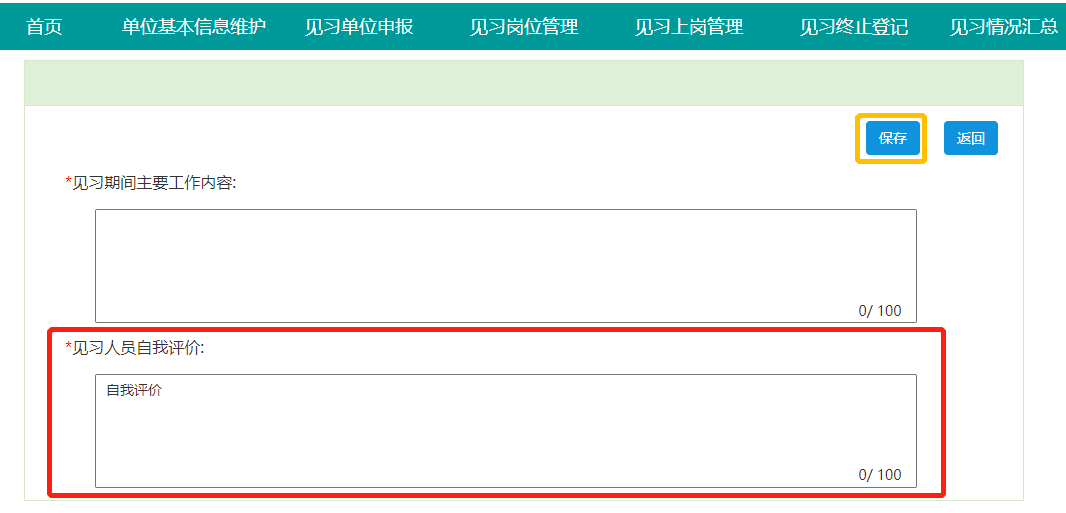 首页 单位基本信息维护 见习单位申报 见习岗位管理 见习上岗管理 见习终止登记 见习情况汇总
保存 返回
*见习期间主要工作内容:
0/ 100
*见习人员自我评价:
自我评价
0/ 100